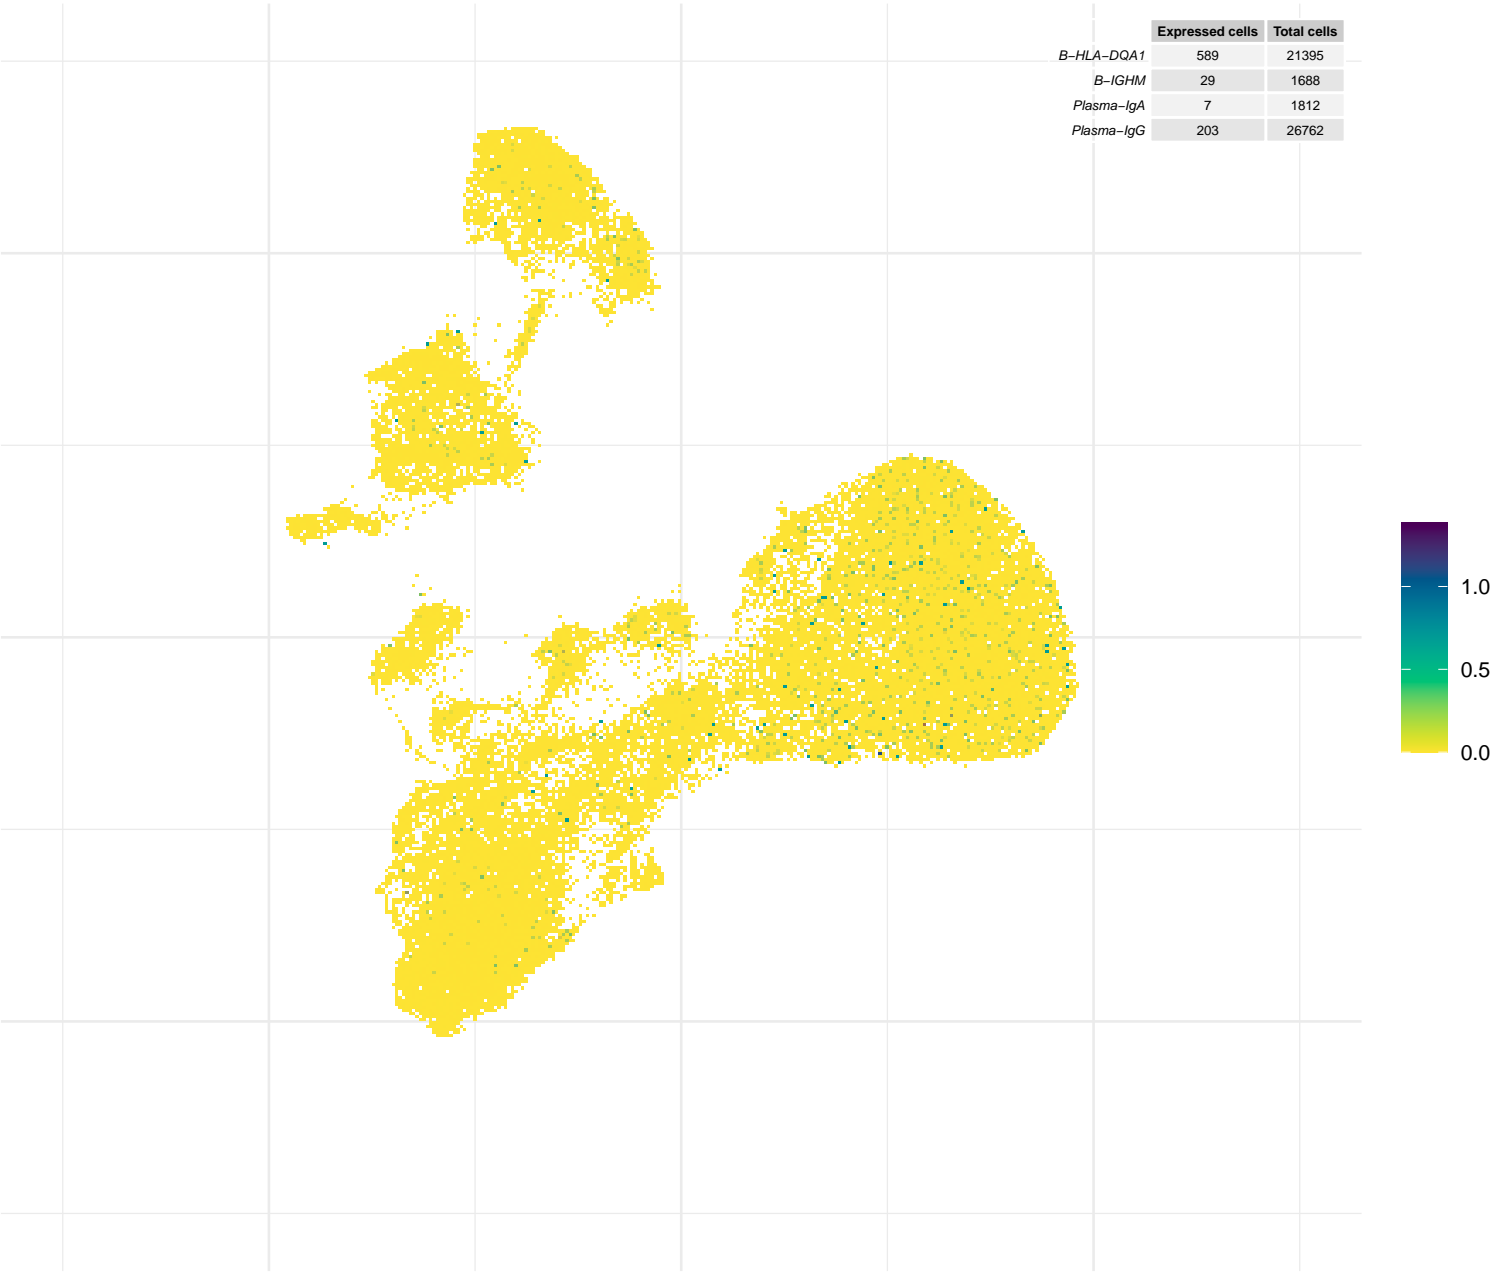 Expressed cells Total cells
B−HLA−DQA1 589 21395
B−IGHM 29 1688
Plasma−IgA 7 1812
Plasma−IgG 203 26762
1.0
0.5
0.0